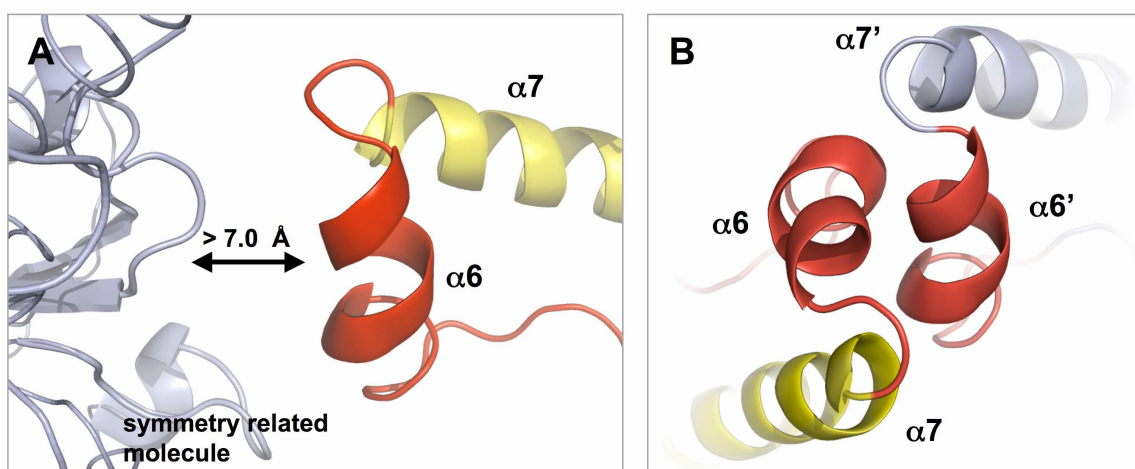 A
α7
> 7.0 Å
α6
symmetry related
molecule
B
α7’
α6
α6’
α7